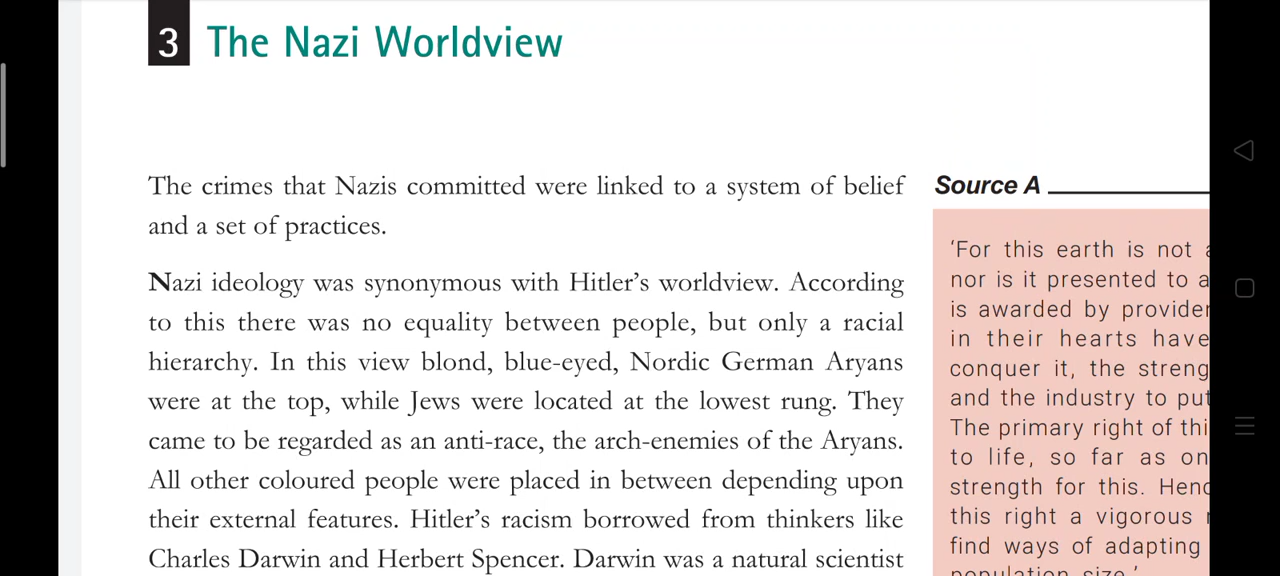 3 The Nazi Worldview
The crimes that Nazis committed were linked to a system of belief
and a set of practices.
Nazi ideology was synonymous with Hitler's worldview. According
to this there was no equality between people, but only a racial
hierarchy. In this view blond, blue-eyed, Nordic German Aryans
were at the top, while Jews were located at the lowest rung. They
came to be regarded as an anti-race, the arch-enemies of the Aryans.
All other coloured people were placed in between depending upon
their external features. Hitler's racism borrowed from thinkers like
Charles Darwin and Herbert Spencer. Darwin was a natural scientist
Source A
‘For this earth is not
nor is it presented to a
is awarded by
in their hearts have
conquer it, the
and the industry to put
The primary right of
to life, so far as on
strength for this.
this right a vigorous
find ways of adapting
population size.’